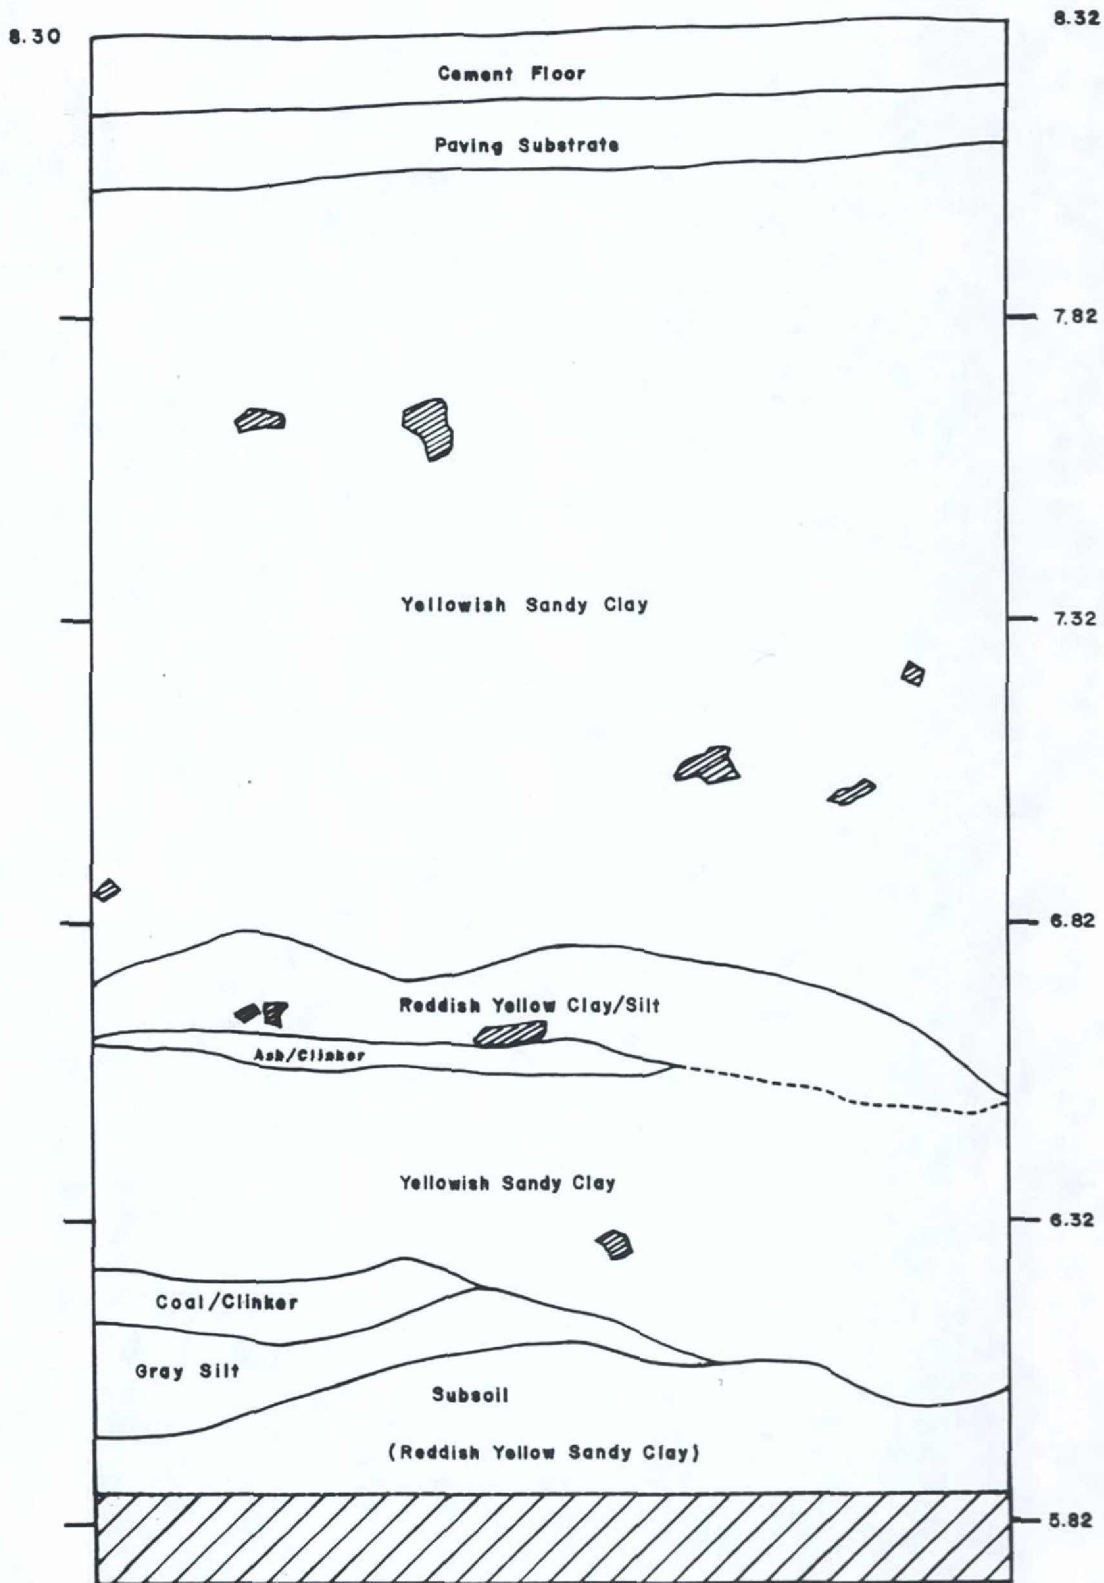 8.32
8.30
Cement Floor
Paving Substrate
7.82
Yellowish Sandy Clay
7.32
6.82
Reddish Yellow Clay/Silt
Ash/Clinker
Yellowish Sandy Clay
6.32
Coal/Clinker
Gray Silt
Subsoil
(Reddish Yellow Sandy Clay)
5.82